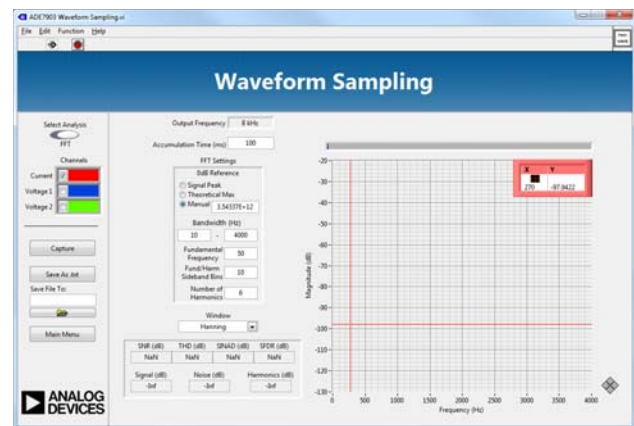 ADE7903 Waveform Sampling.vi
File Edit Function Help
Waveform Sampling
Select Analysis
FFT
Channels
Current
Voltage 1
Voltage 2
Capture
Save As .txt
Save File To:
Main Menu
ANALOG
DEVICES
Output Frequency 8 kHz
Accumulation Time (ms) 100
FFT Settings
0dB Reference
Signal Peak
Theoretical Max
Manual 3.54337E+12
Bandwidth (Hz)
10 - 4000
Fundamental
Frequency 50
Fund/Harm
Sideband Bins 10
Number of
Harmonics 6
Window
Hanning
SNR (dB) THD (dB) SINAD (dB) SFDR (dB)
NaN NaN NaN NaN
Signal (dB) Noise (dB) Harmonics (dB)
-Inf -Inf -Inf
X Y
270 -97.9422
Magnitude (dB)
-20
-30
-40
-50
-60
-70
-80
-90
-100
-110
-120
-130
0 500 1000 1500 2000 2500 3000 3500 4000
Frequency (Hz)